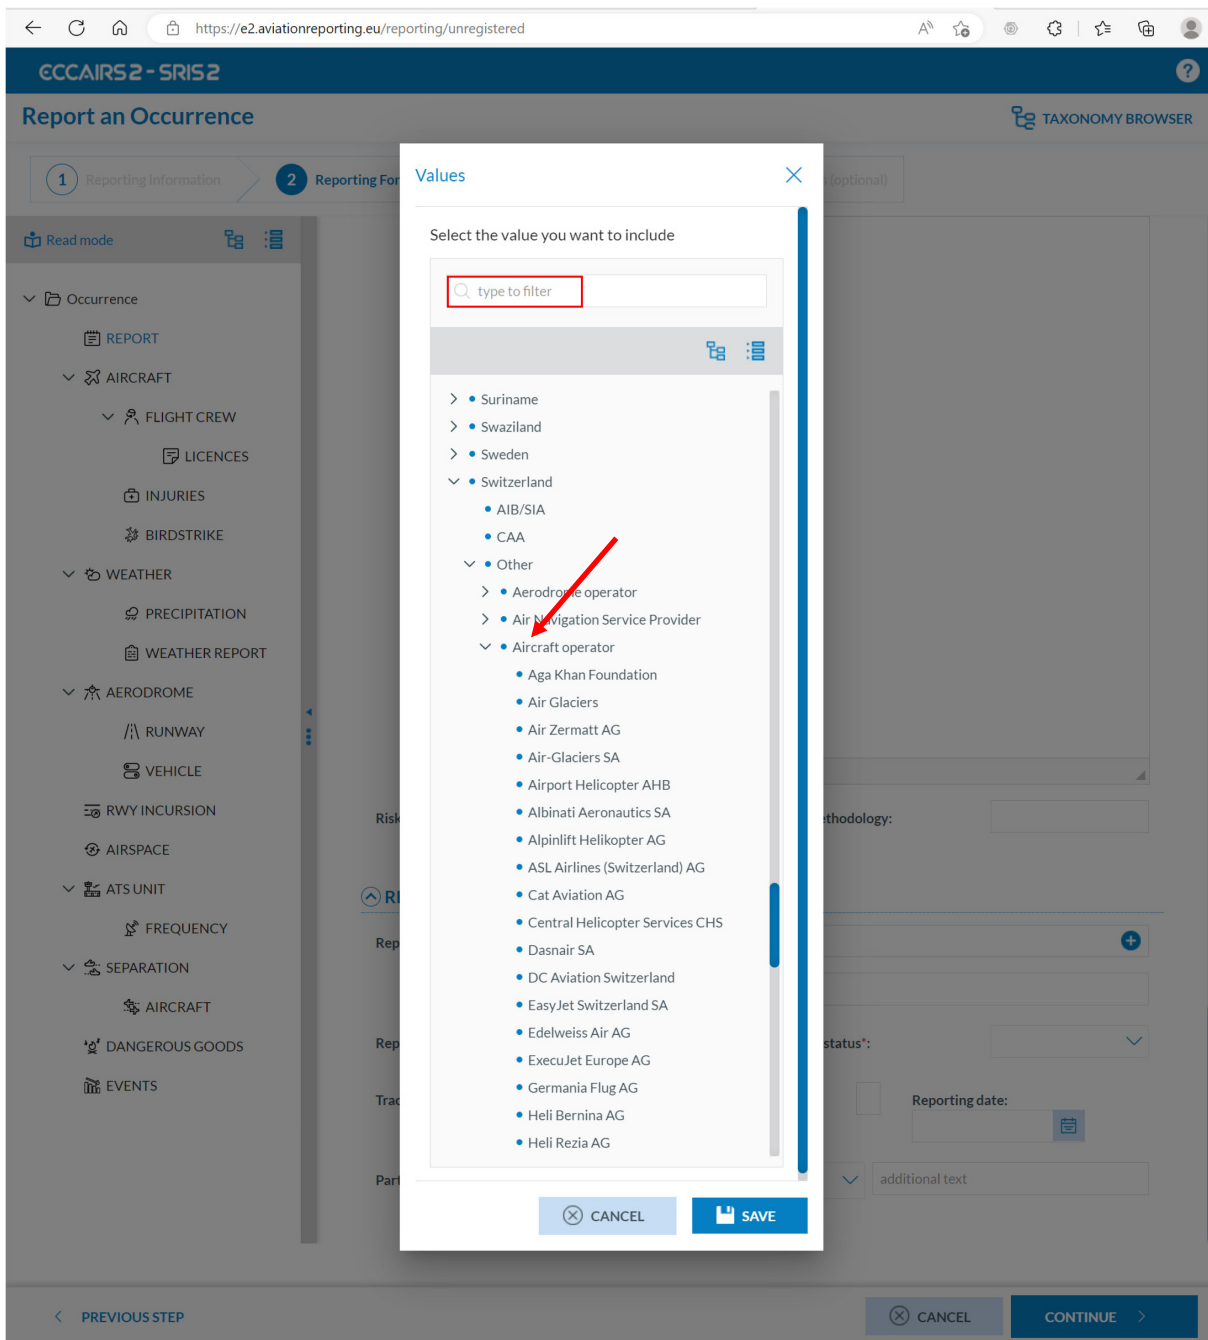 https://e2.aviationreporting.eu/reporting/unregistered
ECCAIRS 2 - SRIS 2
?
Report an Occurrence
TAXONOMY BROWSER
1 Reporting Information
2 Reporting For
(optional)
Read mode
Occurrence
REPORT
AIRCRAFT
FLIGHT CREW
LICENCES
INJURIES
BIRDSTRIKE
WEATHER
PRECIPITATION
WEATHER REPORT
AERODROME
RUNWAY
VEHICLE
RWY INCURSION
AIRSPACE
ATS UNIT
FREQUENCY
SEPARATION
AIRCRAFT
DANGEROUS GOODS
EVENTS
Values
Select the value you want to include
type to filter
Suriname
Swaziland
Sweden
Switzerland
AIB/SIA
CAA
Other
Aerodrome operator
Air Navigation Service Provider
Aircraft operator
Aga Khan Foundation
Air Glaciers
Air Zermatt AG
Air-Glaciers SA
Airport Helicopter AHB
Albinati Aeronautics SA
Alpinlift Helikopter AG
ASL Airlines (Switzerland) AG
Cat Aviation AG
Central Helicopter Services CHS
Dasnair SA
DC Aviation Switzerland
EasyJet Switzerland SA
Edelweiss Air AG
ExecuJet Europe AG
Germania Flug AG
Heli Bernina AG
Heli Rezia AG
CANCEL
SAVE
Risk
ethodology:
RE
Rep
Rep
status*:
Trac
Reporting date:
Part
additional text
PREVIOUS STEP
CANCEL
CONTINUE